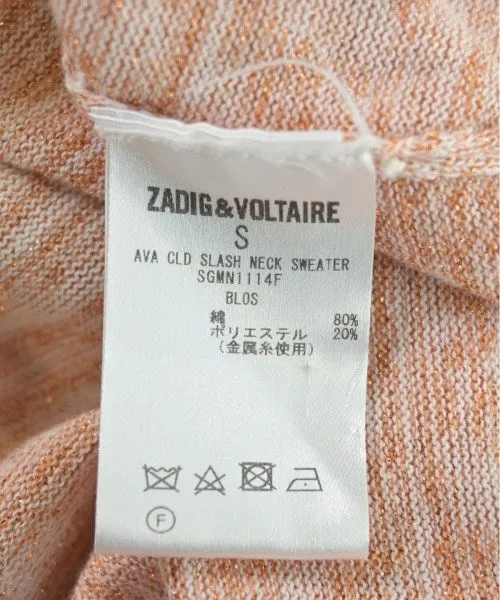 ZADIG&VOLTAIRE
S
AVA CLD SLASH NECK SWEATER
SGMN1114F
BLOS
綿 80%
ポリエステル 20%
(金属糸使用)
F